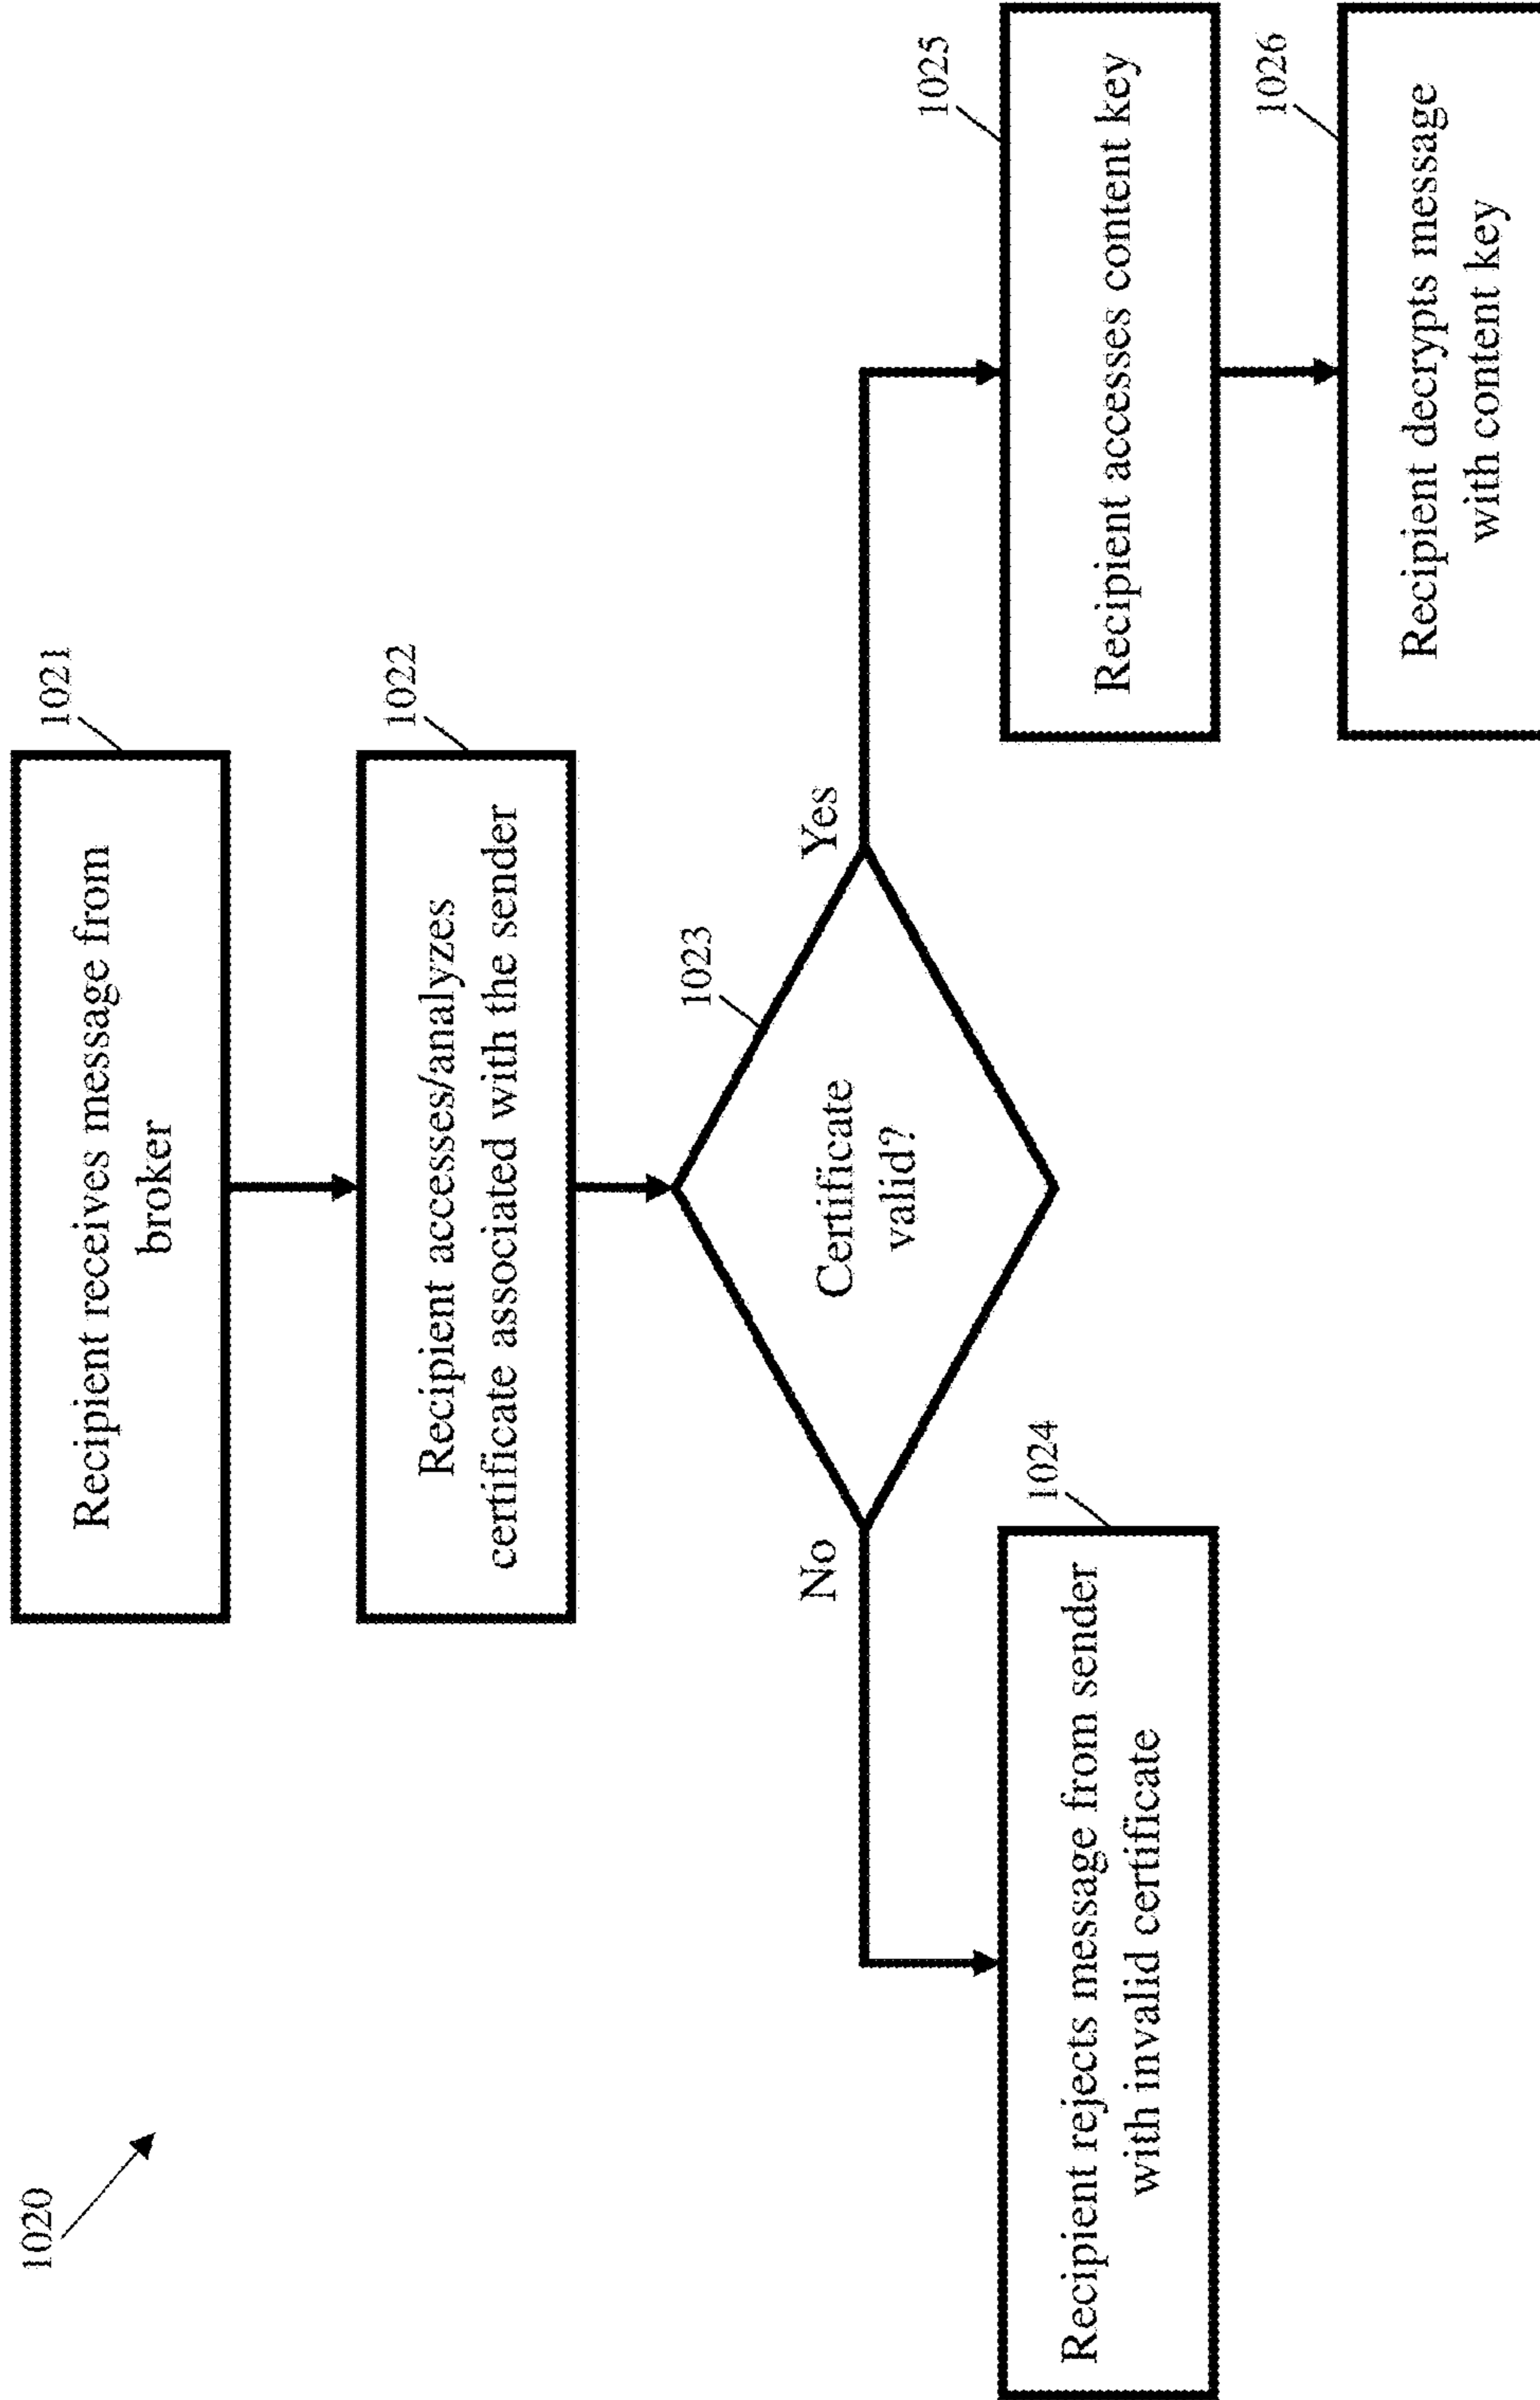 1020
1021
Recipient receives message from
broker
1022
Recipient accesses/analyzes
certificate associated with the sender
1023
Certificate
valid?
No
Yes
1024
Recipient rejects message from sender
with invalid certificate
1025
Recipient accesses content key
1026
Recipient decrypts message
with content key